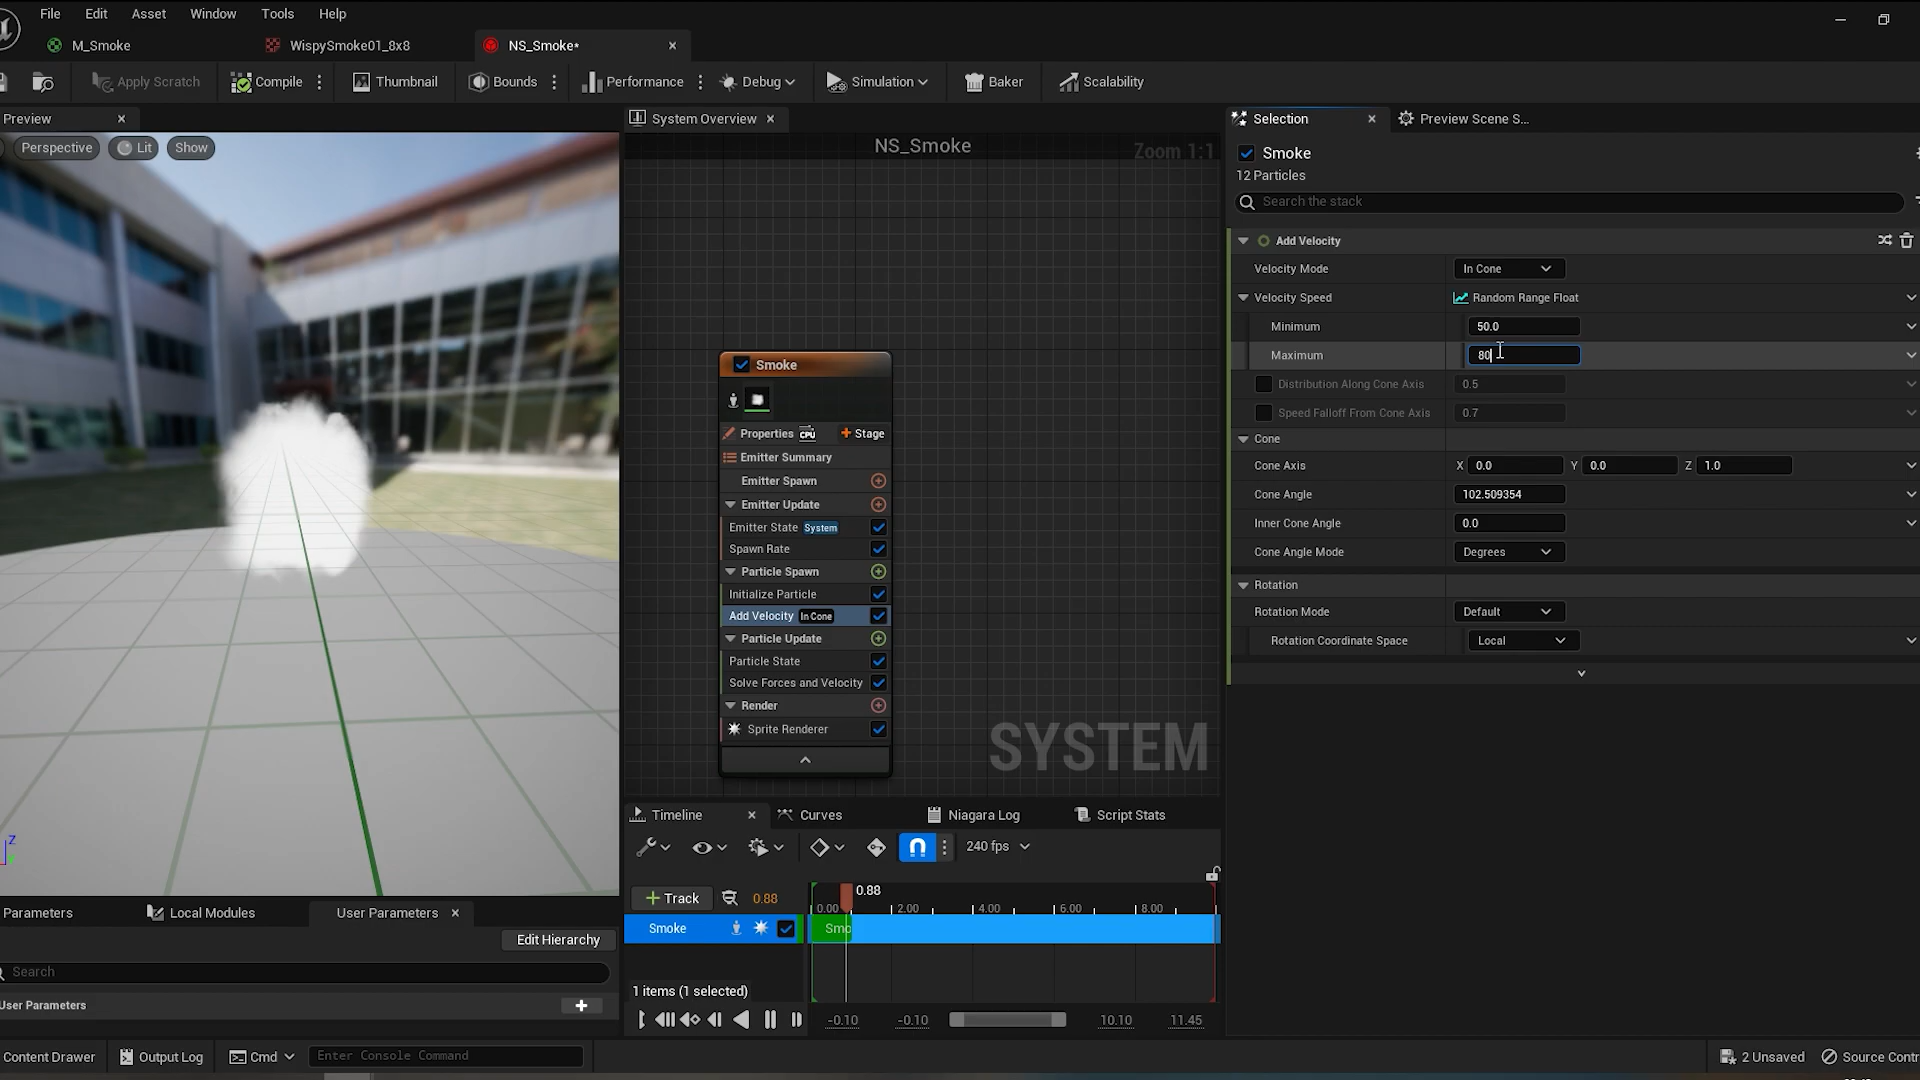 File Edit Asset Window Tools Help
M_Smoke WispySmoke01_8x8 NS_Smoke*
Apply Scratch Compile Thumbnail Bounds Performance Debug Simulation Baker Scalability
Preview System Overview Selection Preview Scene S...
Perspective Lit Show
NS_Smoke
Zoom 1:1
Smoke
12 Particles
Search the stack
Add Velocity
Velocity Mode In Cone
Velocity Speed Random Range Float
Minimum 50.0
Maximum 80
Distribution Along Cone Axis 0.5
Speed Falloff From Cone Axis 0.7
Cone
Cone Axis X 0.0 Y 0.0 Z 1.0
Cone Angle 102.509354
Inner Cone Angle 0.0
Cone Angle Mode Degrees
Rotation
Rotation Mode Default
Rotation Coordinate Space Local
Smoke
Properties CPU + Stage
Emitter Summary
Emitter Spawn
Emitter Update
Emitter State System
Spawn Rate
Particle Spawn
Initialize Particle
Add Velocity In Cone
Particle Update
Particle State
Solve Forces and Velocity
Render
Sprite Renderer
SYSTEM
Z
Timeline Curves Niagara Log Script Stats
240 fps
+ Track 0.88 0.88
0.00 2.00 4.00 6.00 8.00
Smoke Smo
1 items (1 selected)
-0.10 -0.10 10.10 11.45
Parameters Local Modules User Parameters
Edit Hierarchy
Search
User Parameters
Content Drawer Output Log Cmd Enter Console Command 2 Unsaved Source Contr